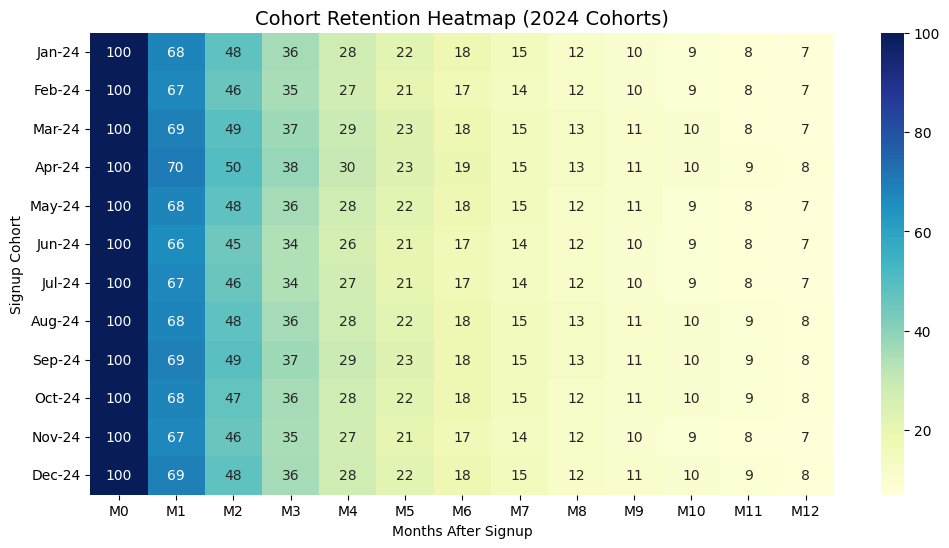 Cohort Retention Heatmap (2024 Cohorts)
Signup Cohort
Jan-24 100 68 48 36 28 22 18 15 12 10 9 8 7
Feb-24 100 67 46 35 27 21 17 14 12 10 9 8 7
Mar-24 100 69 49 37 29 23 18 15 13 11 10 8 7
Apr-24 100 70 50 38 30 23 19 15 13 11 10 9 8
May-24 100 68 48 36 28 22 18 15 12 11 9 8 7
Jun-24 100 66 45 34 26 21 17 14 12 10 9 8 7
Jul-24 100 67 46 34 27 21 17 14 12 10 9 8 7
Aug-24 100 68 48 36 28 22 18 15 13 11 10 9 8
Sep-24 100 69 49 37 29 23 18 15 13 11 10 9 8
Oct-24 100 68 47 36 28 22 18 15 12 11 10 9 8
Nov-24 100 67 46 35 27 21 17 14 12 10 9 8 7
Dec-24 100 69 48 36 28 22 18 15 12 11 10 9 8
M0 M1 M2 M3 M4 M5 M6 M7 M8 M9 M10 M11 M12
Months After Signup
100
80
60
40
20